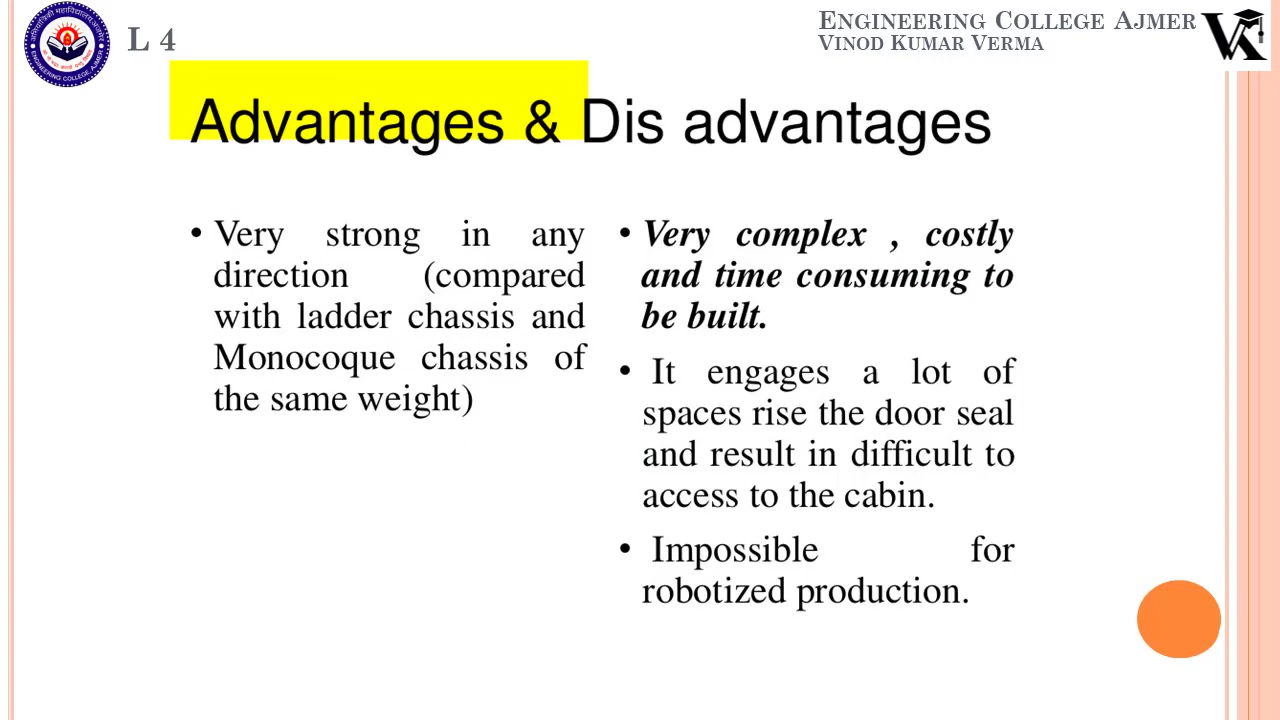 L 4
ENGINEERING COLLEGE AJMER
VINOD KUMAR VERMA
Advantages & Dis advantages
• Very strong in any
direction (compared
with ladder chassis and
Monocoque chassis of
the same weight)
• Very complex , costly
and time consuming to
be built.
• It engages a lot of
spaces rise the door seal
and result in difficult to
access to the cabin.
• Impossible for
robotized production.
ENGINEERING COLLEGE AJMER